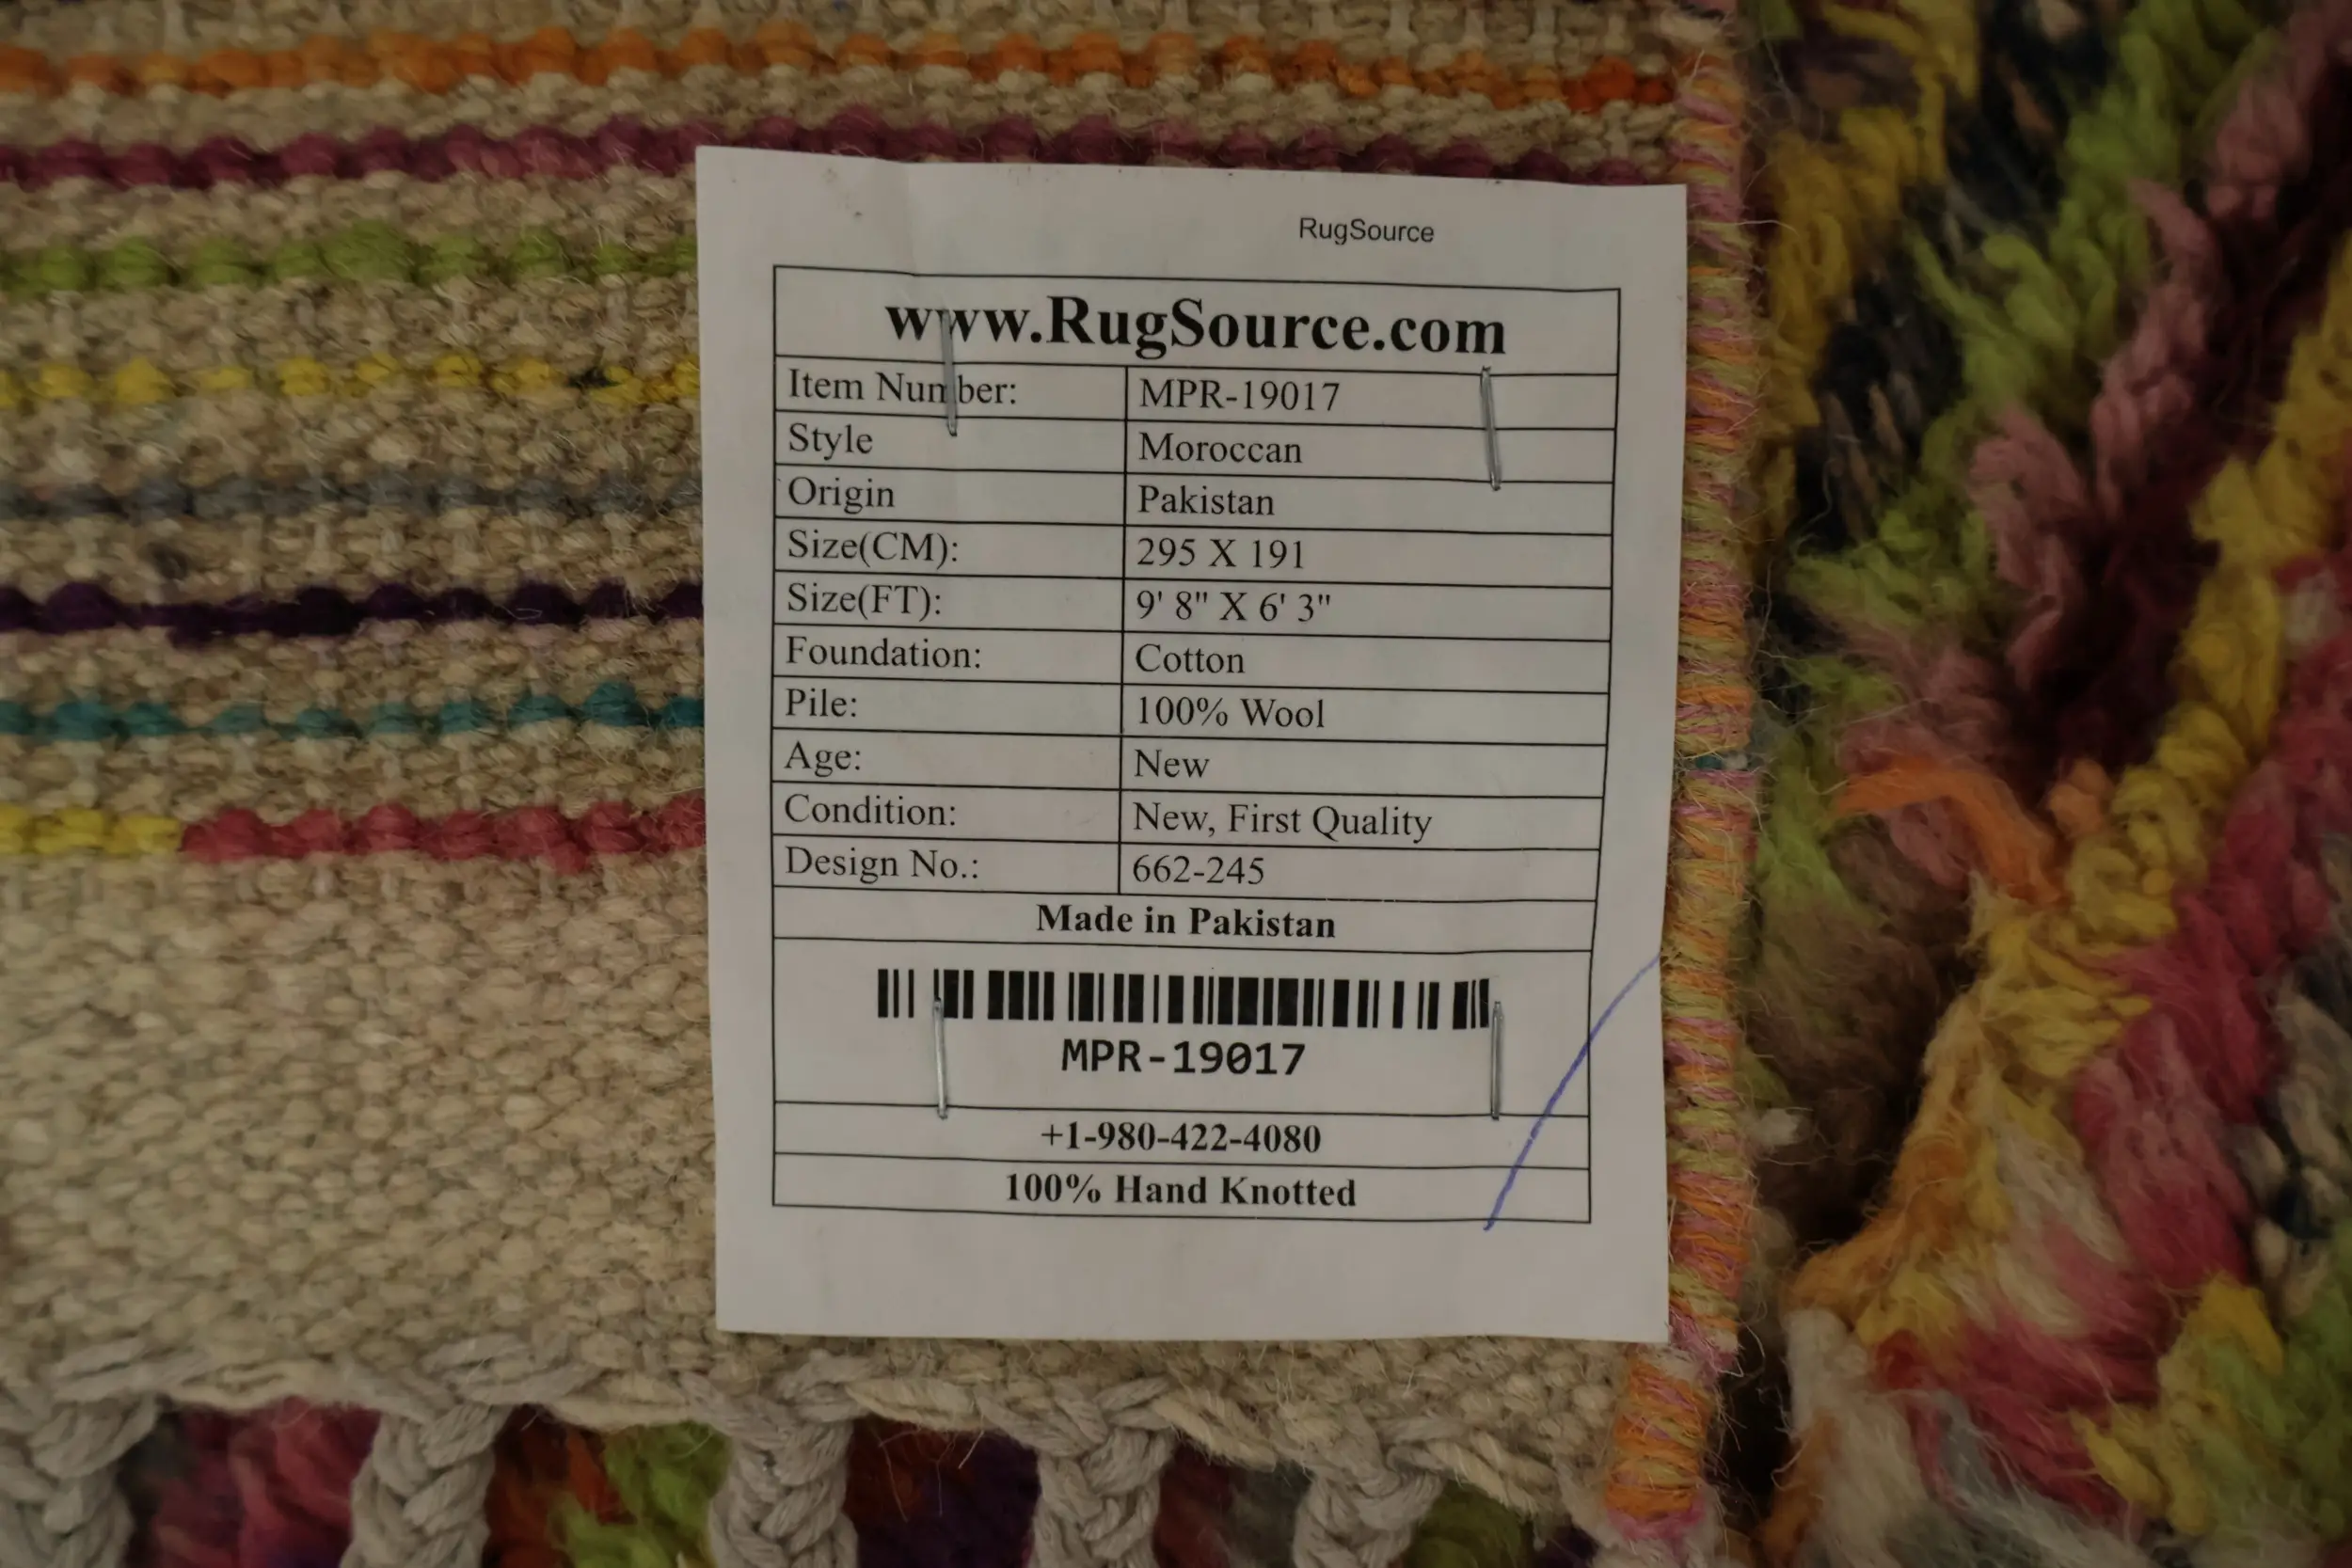 RugSource
www.RugSource.com
Item Number: MPR-19017
Style Moroccan
Origin Pakistan
Size(CM): 295 X 191
Size(FT): 9' 8" X 6' 3"
Foundation: Cotton
Pile: 100% Wool
Age: New
Condition: New, First Quality
Design No.: 662-245
Made in Pakistan
MPR-19017
+1-980-422-4080
100% Hand Knotted